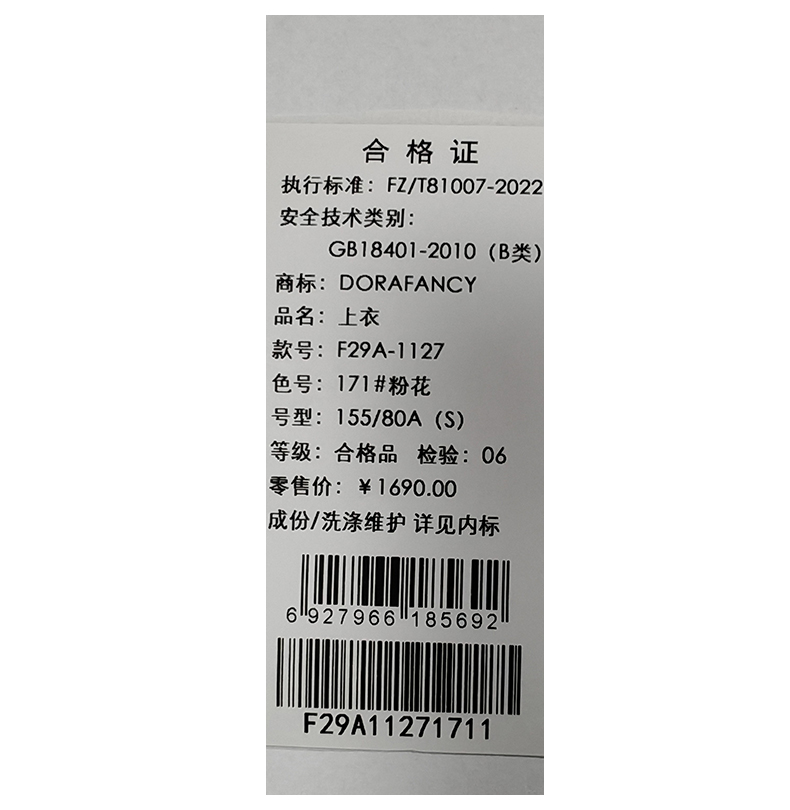 合格证
执行标准：FZ/T81007-2022
安全技术类别：
GB18401-2010（B类）
商标：DORAFANCY
品名：上衣
款号：F29A-1127
色号：171#粉花
号型：155/80A（S）
等级：合格品 检验：06
零售价：￥1690.00
成份/洗涤维护 详见内标
6 927966 185692
F29A11271711